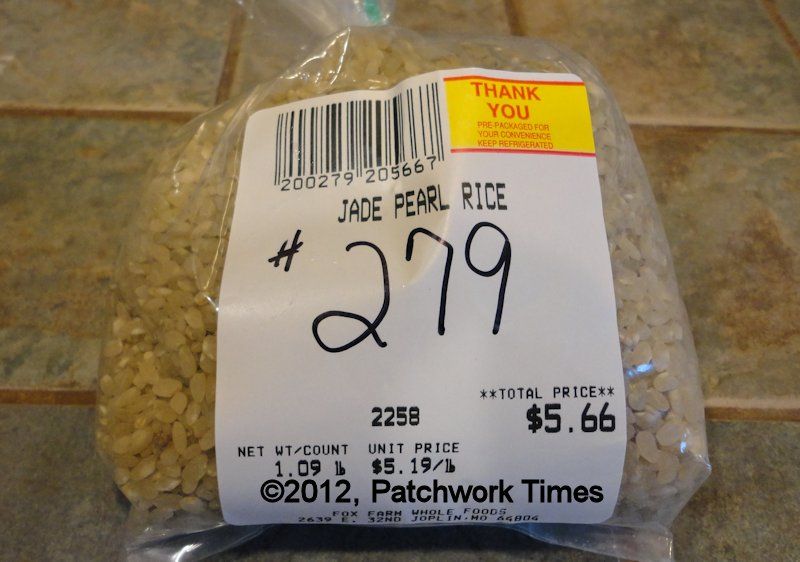 THANK
YOU
PRE-PACKAGED FOR
YOUR CONVENIENCE
KEEP REFRIGERATED
200279 205667
JADE PEARL RICE
# 279
**TOTAL PRICE**
2258 $5.66
NET WT/COUNT UNIT PRICE
1.09 lb $5.19/lb
©2012, Patchwork Times
FOX FARM WHOLE FOODS
2639 E. 32ND JOPLIN.MO 64804